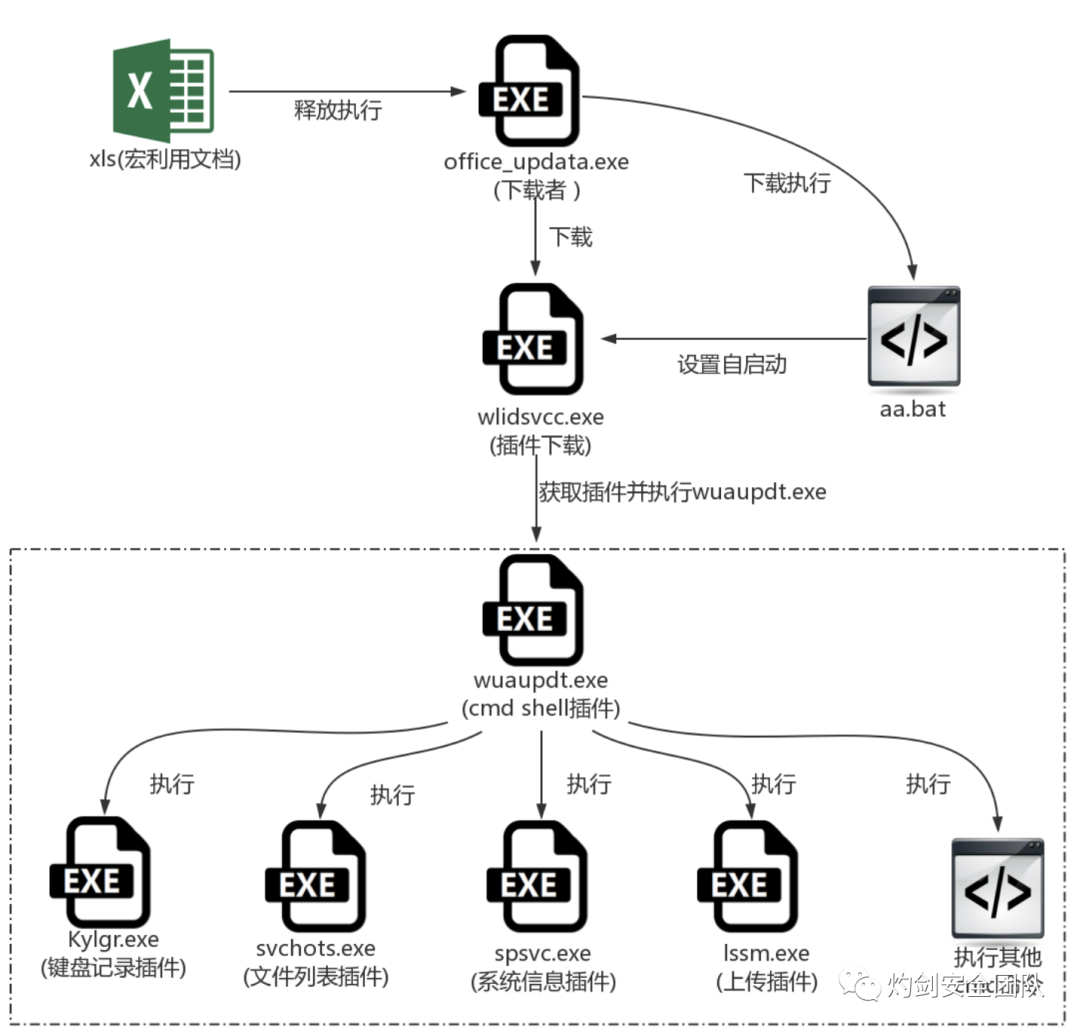 X
EXE
释放执行
xls(宏利用文档)
office_updata.exe
(下载者 )
下载执行
下载
EXE
</>
设置自启动
aa.bat
wlidsvcc.exe
(插件下载)
获取插件并执行wuaupdt.exe
EXE
wuaupdt.exe
(cmd shell插件)
执行 执行 执行 执行 执行
EXE EXE EXE EXE </>
Kylgr.exe
(键盘记录插件)
svchots.exe
(文件列表插件)
spsvc.exe
(系统信息插件)
lssm.exe
(上传插件)
执行其他
cmd命令
灼剑安全团队